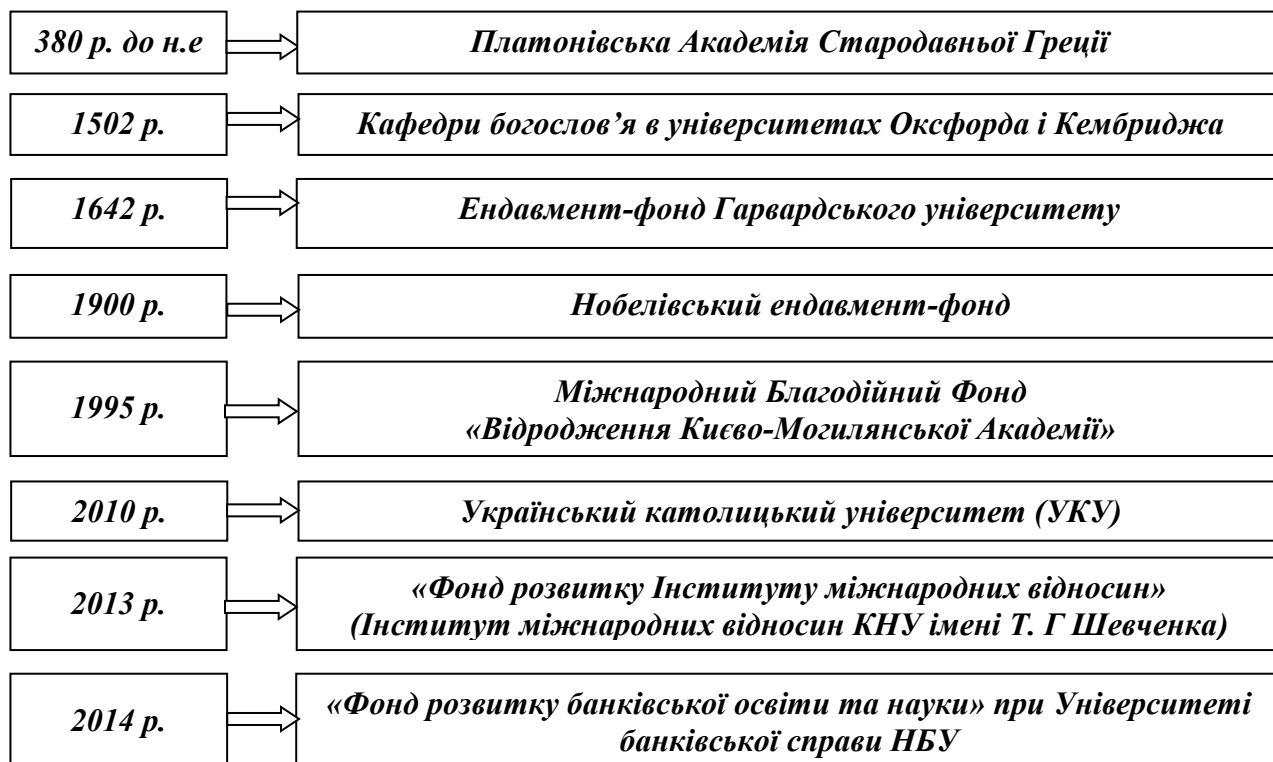 380 р. до н.е
Платонівська Академія Стародавньої Греції
1502 р.
Кафедри богослов’я в університетах Оксфорда і Кембриджа
1642 р.
Ендавмент-фонд Гарвардського університету
1900 р.
Нобелівський ендавмент-фонд
1995 р.
Міжнародний Благодійний Фонд
«Відродження Києво-Могилянської Академії»
2010 р.
Український католицький університет (УКУ)
2013 р.
«Фонд розвитку Інституту міжнародних відносин»
(Інститут міжнародних відносин КНУ імені Т. Г Шевченка)
2014 р.
«Фонд розвитку банківської освіти та науки» при Університеті
банківської справи НБУ